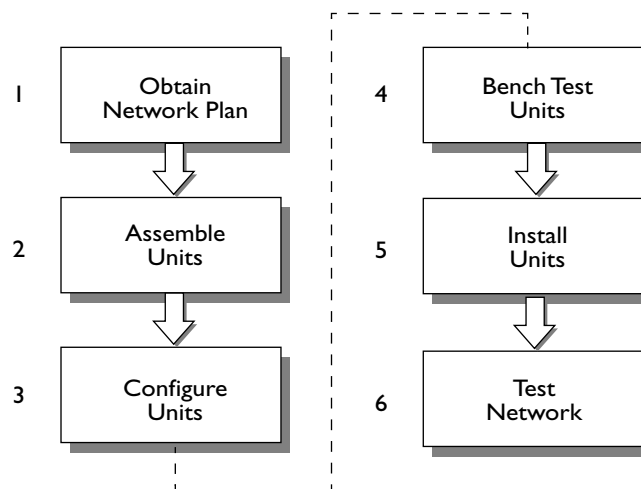 1
Obtain
Network Plan
2
Assemble
Units
3
Configure
Units
4
Bench Test
Units
5
Install
Units
6
Test
Network